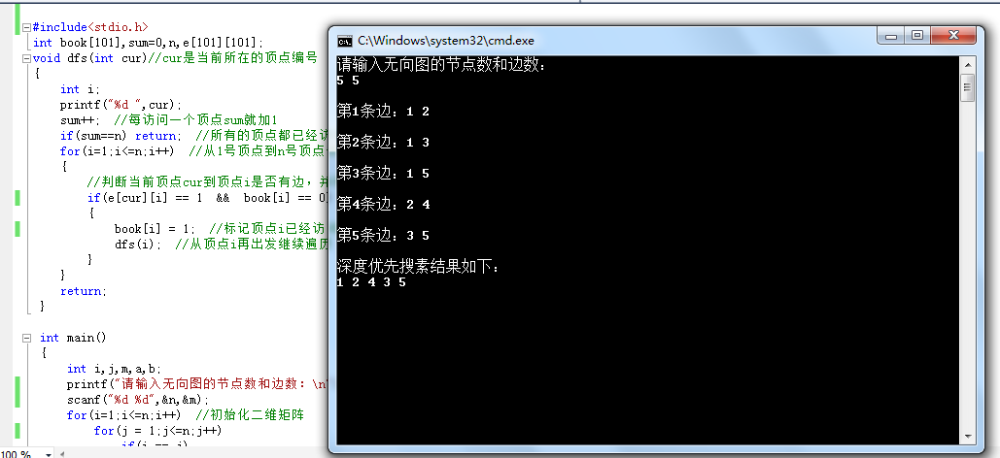 #include<stdio.h>
int book[101],sum=0,n,e[101][101];
void dfs(int cur)//cur是当前所在的顶点编号
{
int i;
printf("%d ",cur);
sum++; //每访问一个顶点sum就加1
if(sum==n) return; //所有的顶点都已经访
for(i=1;i<=n;i++) //从1号顶点到n号顶点
{
//判断当前顶点cur到顶点i是否有边,并
if(e[cur][i] == 1 && book[i] == 0
{
book[i] = 1; //标记顶点i已经访
dfs(i); //从顶点i再出发继续遍历
}
}
return;
}
int main()
{
int i,j,m,a,b;
printf("请输入无向图的节点数和边数：\n
scanf("%d %d",&n,&m);
for(i=1;i<=n;i++) //初始化二维矩阵
for(j = 1;j<=n;j++)
if(i == j)
100 %
C:\Windows\system32\cmd.exe
请输入无向图的节点数和边数：
5 5
第1条边：1 2
第2条边：1 3
第3条边：1 5
第4条边：2 4
第5条边：3 5
深度优先搜素结果如下：
1 2 4 3 5